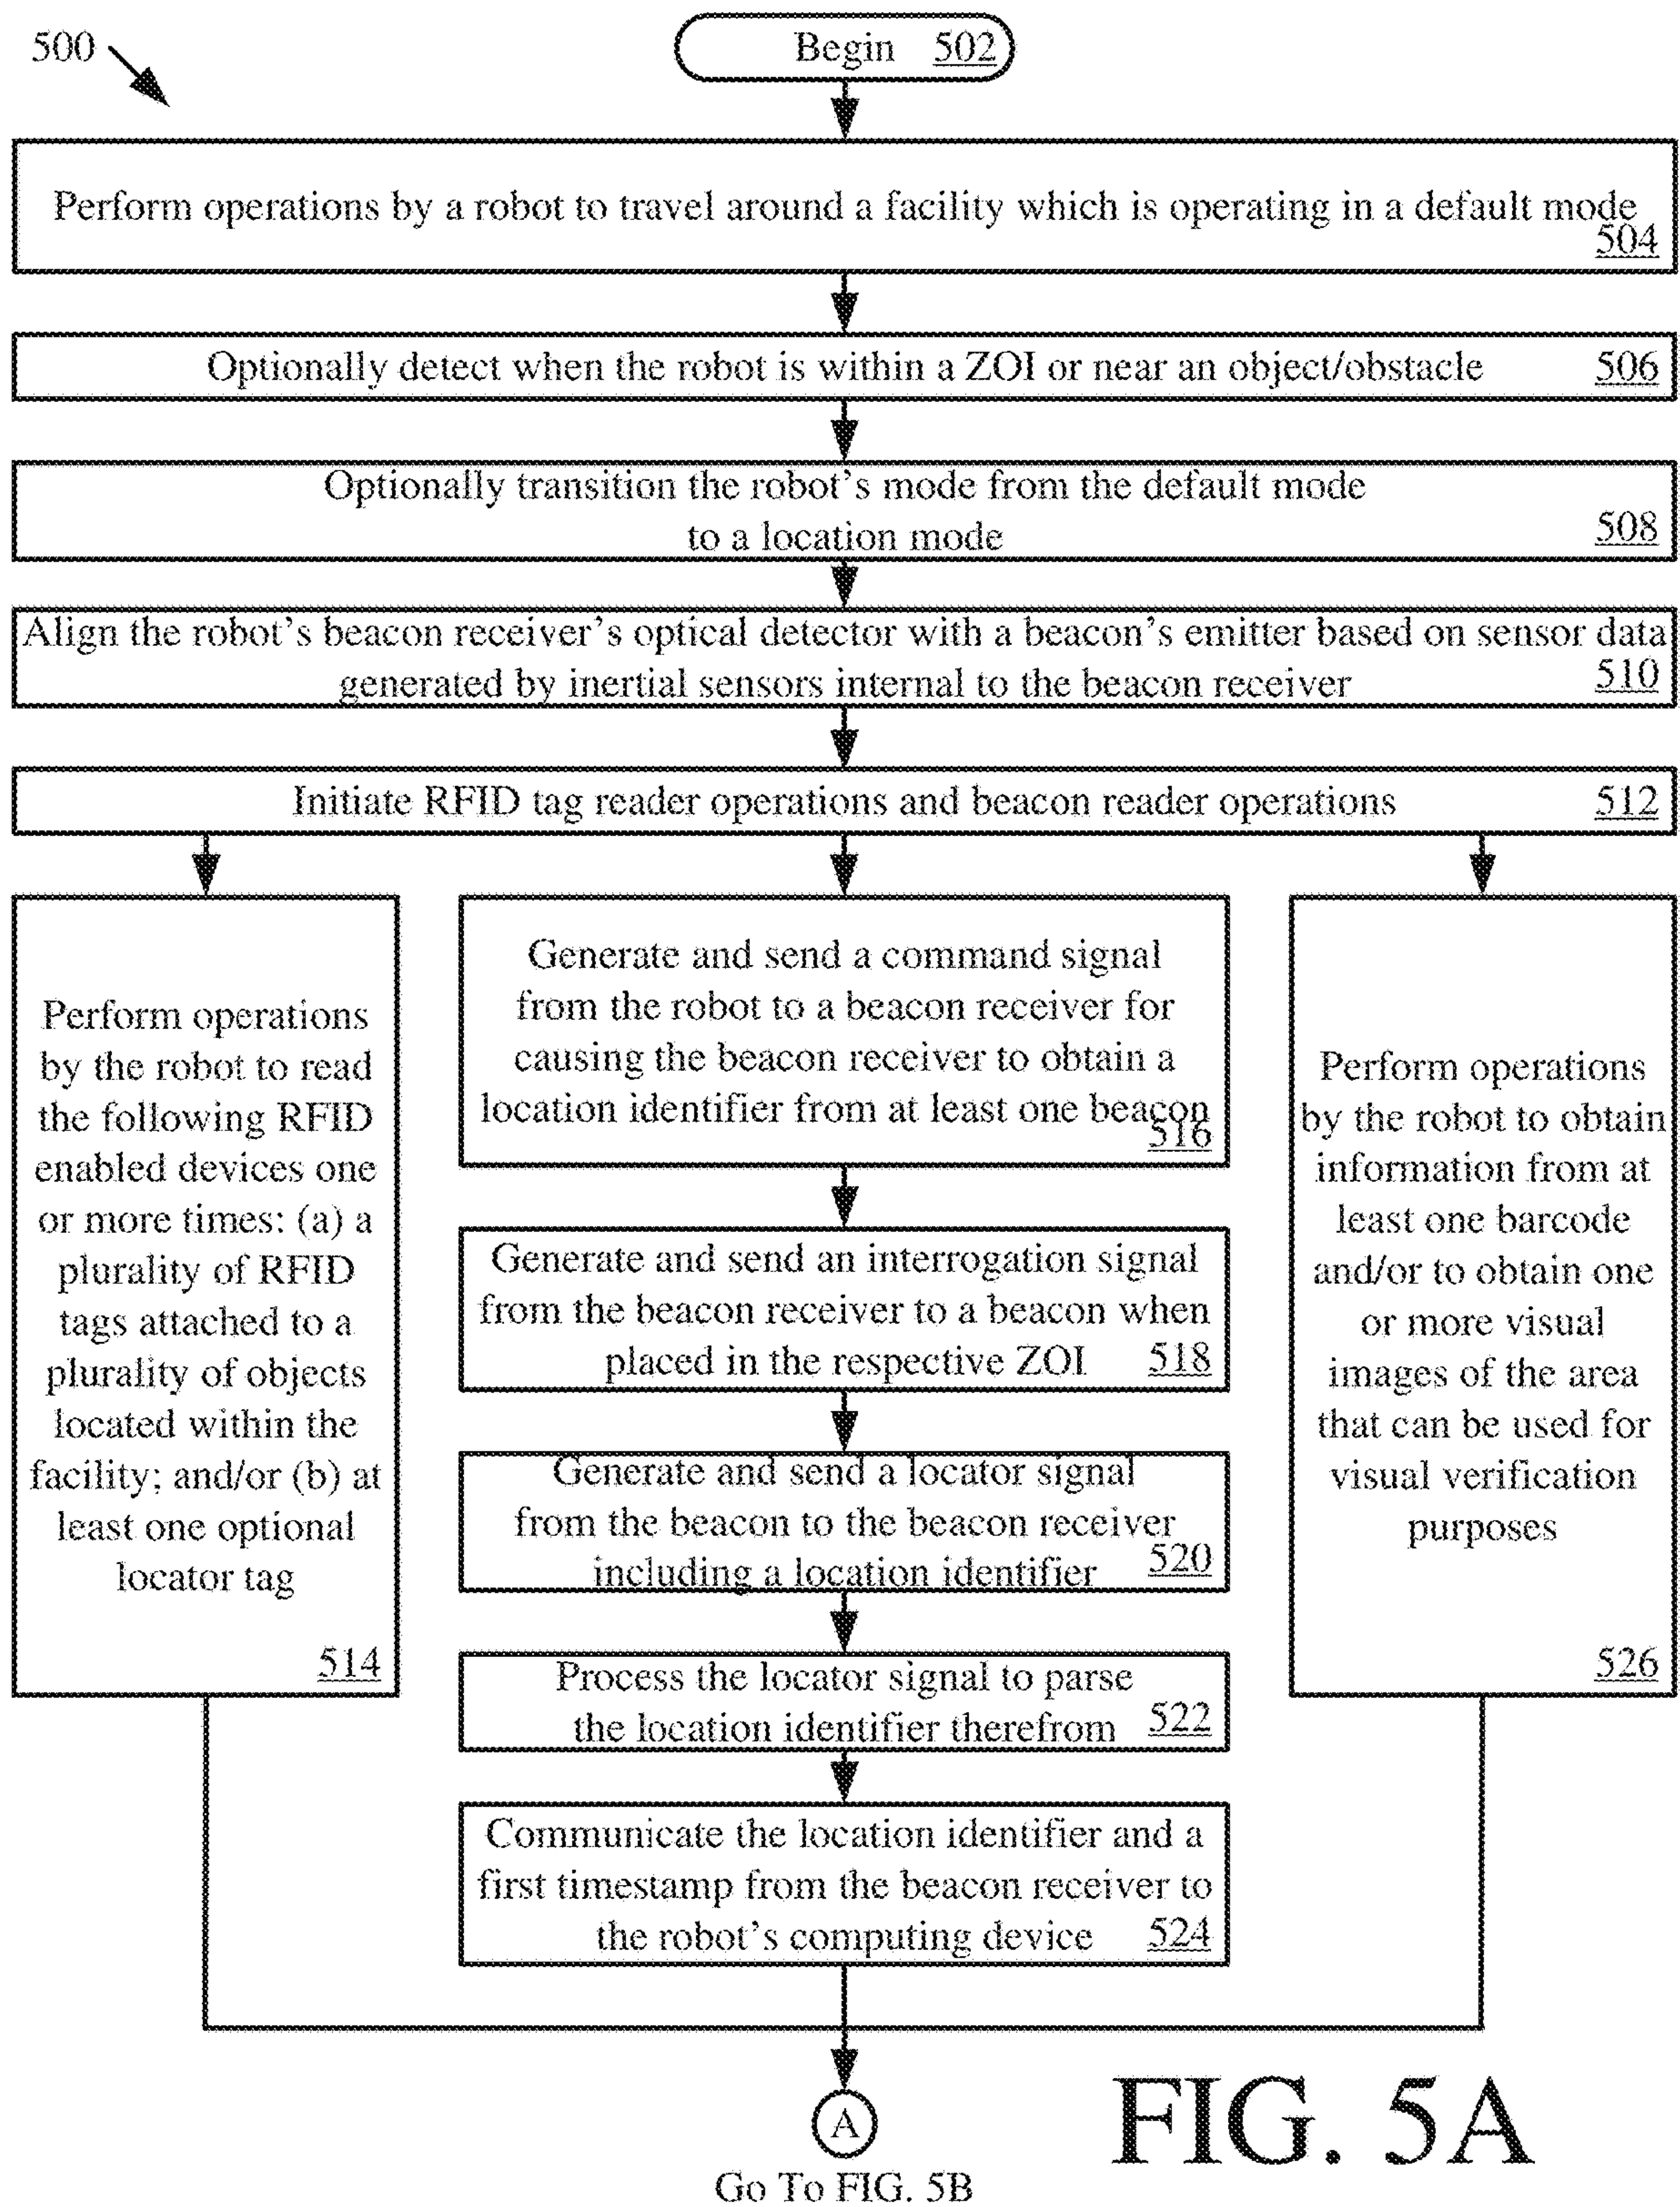 500
Begin 502
Perform operations by a robot to travel around a facility which is operating in a default mode
504
Optionally detect when the robot is within a ZOI or near an object/obstacle 506
Optionally transition the robot's mode from the default mode
to a location mode 508
Align the robot's beacon receiver's optical detector with a beacon's emitter based on sensor data
generated by inertial sensors internal to the beacon receiver 510
Initiate RFID tag reader operations and beacon reader operations 512
Perform operations
by the robot to read
the following RFID
enabled devices one
or more times: (a) a
plurality of RFID
tags attached to a
plurality of objects
located within the
facility; and/or (b) at
least one optional
locator tag
514
Generate and send a command signal
from the robot to a beacon receiver for
causing the beacon receiver to obtain a
location identifier from at least one beacon
516
Generate and send an interrogation signal
from the beacon receiver to a beacon when
placed in the respective ZOI 518
Generate and send a locator signal
from the beacon to the beacon receiver
including a location identifier 520
Process the locator signal to parse
the location identifier therefrom 522
Communicate the location identifier and a
first timestamp from the beacon receiver to
the robot's computing device 524
Perform operations
by the robot to obtain
information from at
least one barcode
and/or to obtain one
or more visual
images of the area
that can be used for
visual verification
purposes
526
A
Go To FIG. 5B
FIG. 5A